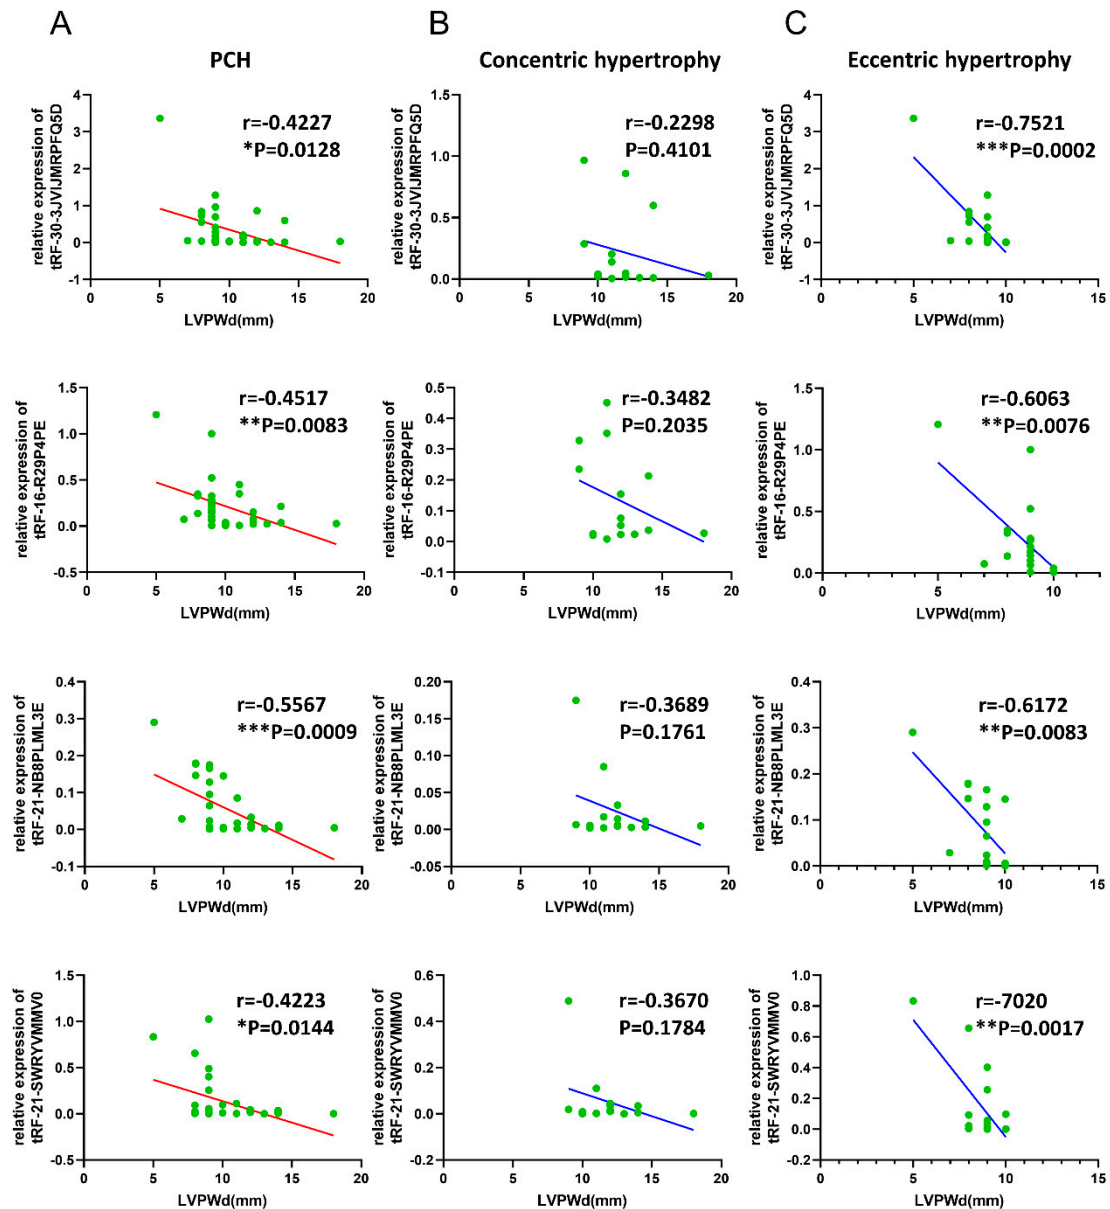 A
B
C
PCH
Concentric hypertrophy
Eccentric hypertrophy
relative expression of
tRF-30-3JVIJMRPFQ5D
4
3
2
1
0
-1
r=-0.4227
*P=0.0128
0
5
10
15
20
LVPWd(mm)
relative expression of
tRF-30-3JVIJMRPFQ5D
1.5
1.0
0.5
0.0
r=-0.2298
P=0.4101
0
5
10
15
20
LVPWd(mm)
relative expression of
tRF-30-3JVIJMRPFQ5D
4
3
2
1
0
-1
r=-0.7521
***P=0.0002
0
5
10
15
LVPWd(mm)
relative expression of
tRF-16-R29P4PE
1.5
1.0
0.5
0.0
-0.5
r=-0.4517
**P=0.0083
0
5
10
15
20
LVPWd(mm)
relative expression of
tRF-16-R29P4PE
0.5
0.4
0.3
0.2
0.1
0.0
-0.1
r=-0.3482
P=0.2035
0
5
10
15
20
LVPWd(mm)
relative expression of
tRF-16-R29P4PE
1.5
1.0
0.5
0.0
r=-0.6063
**P=0.0076
0
5
10
LVPWd(mm)
relative expression of
tRF-21-NB8PLML3E
0.4
0.3
0.2
0.1
0.0
-0.1
r=-0.5567
***P=0.0009
0
5
10
15
20
LVPWd(mm)
relative expression of
tRF-21-NB8PLML3E
0.20
0.15
0.10
0.05
0.00
-0.05
r=-0.3689
P=0.1761
0
5
10
15
20
LVPWd(mm)
relative expression of
tRF-21-NB8PLML3E
0.4
0.3
0.2
0.1
0.0
r=-0.6172
**P=0.0083
0
5
10
15
LVPWd(mm)
relative expression of
tRF-21-SWRYVMMV0
1.5
1.0
0.5
0.0
-0.5
r=-0.4223
*P=0.0144
0
5
10
15
20
LVPWd(mm)
relative expression of
tRF-21-SWRYVMMV0
0.6
0.4
0.2
0.0
-0.2
r=-0.3670
P=0.1784
0
5
10
15
20
LVPWd(mm)
relative expression of
tRF-21-SWRYVMMV0
1.0
0.8
0.6
0.4
0.2
0.0
-0.2
r=-7020
**P=0.0017
0
5
10
15
LVPWd(mm)